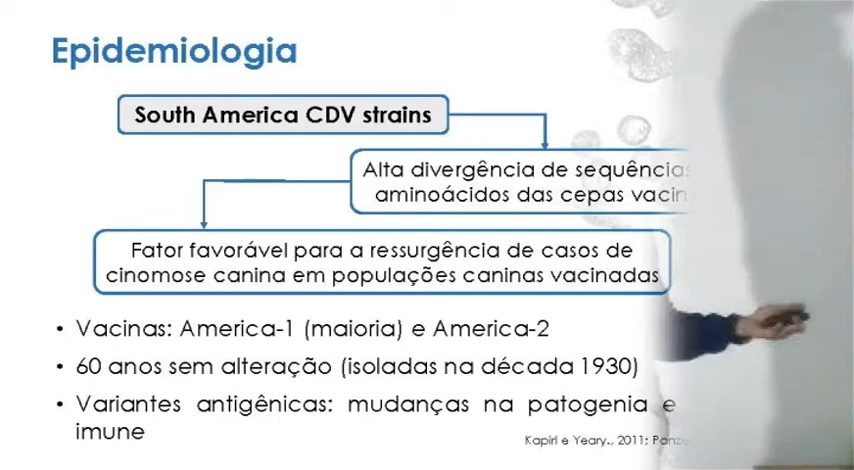 Epidemiologia
South America CDV strains
Alta divergência de sequências
aminoácidos das cepas
Fator favorável para a ressurgência de casos de
cinomose canina em populações caninas vacinadas
• Vacinas: America-1 (maioria) e America-2
• 60 anos sem alteração (isoladas na década 1930)
• Variantes antigênicas: mudanças na patogenia e
imune
Kapiri e Yeary., 2011;